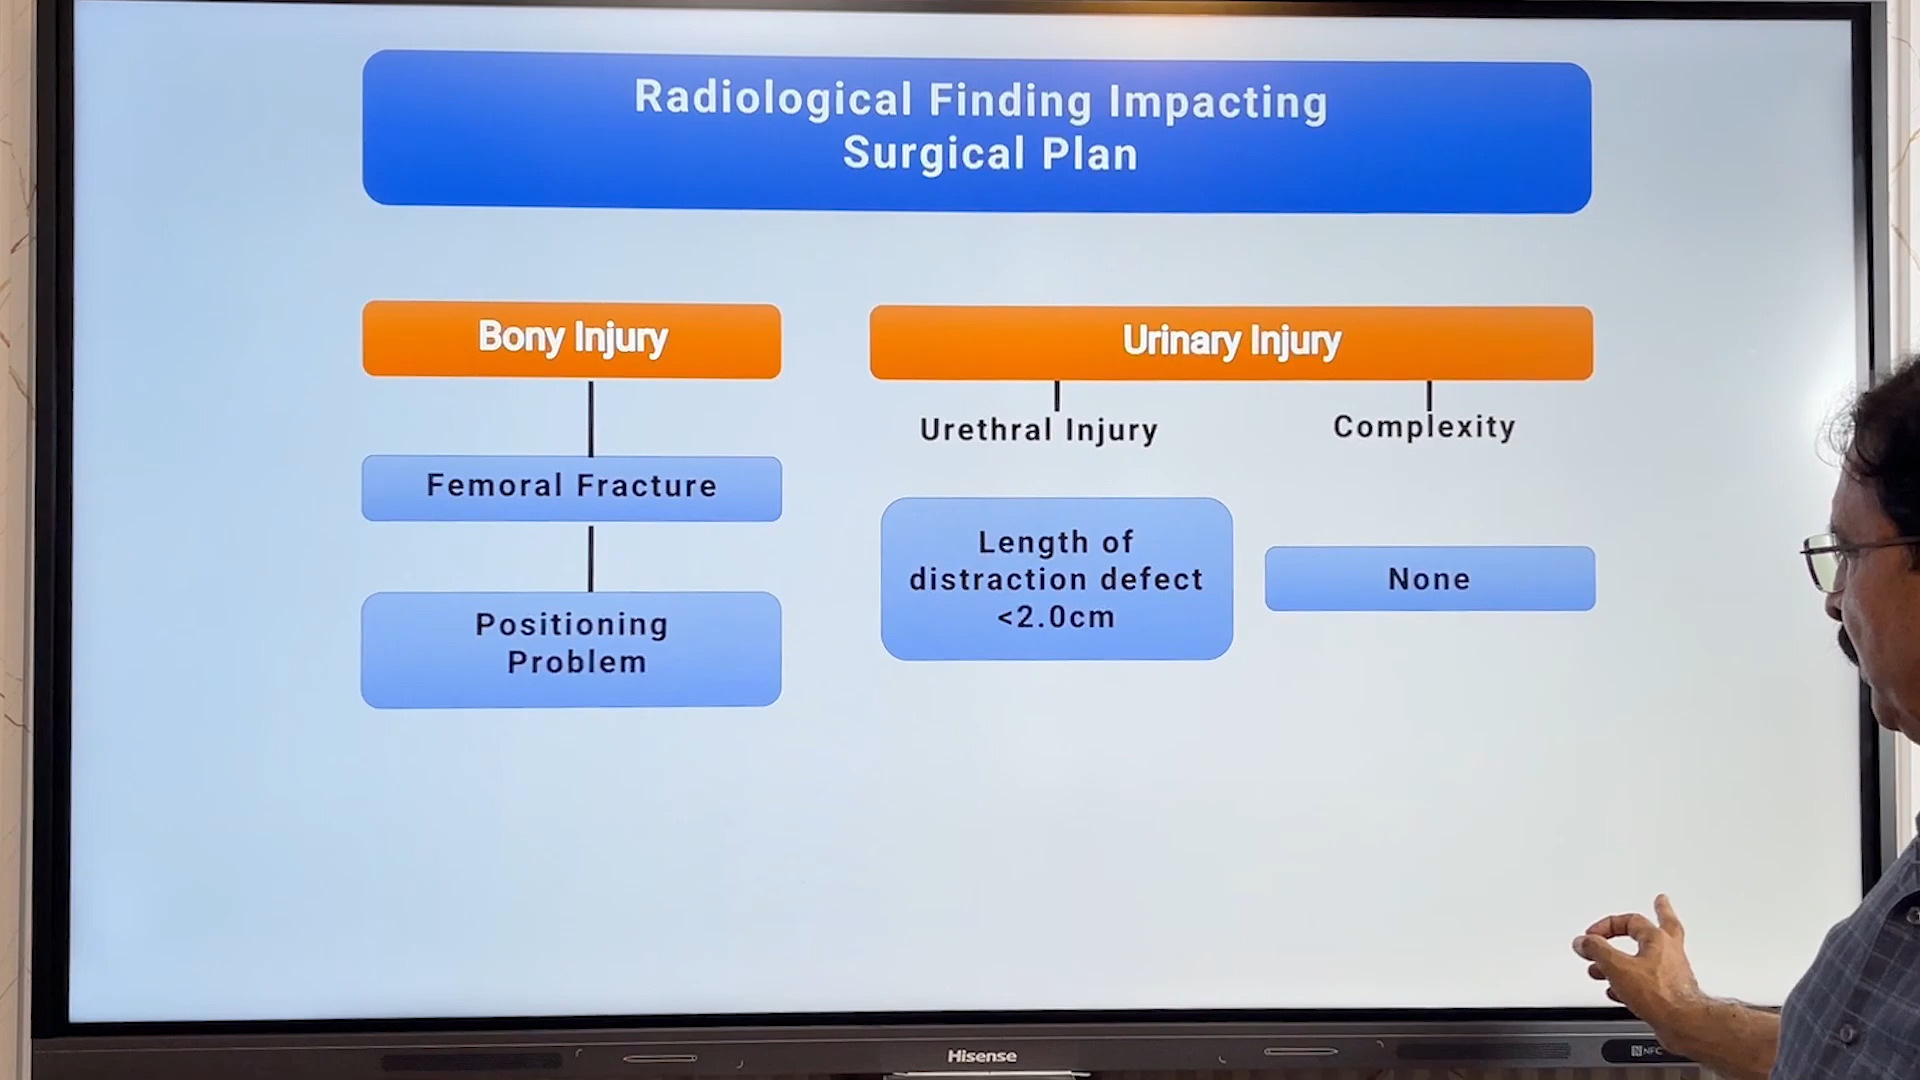 Radiological Finding Impacting
Surgical Plan
Bony Injury
Femoral Fracture
Positioning
Problem
Urinary Injury
Urethral Injury
Complexity
Length of
distraction defect
<2.0cm
None
Hisense
NFC